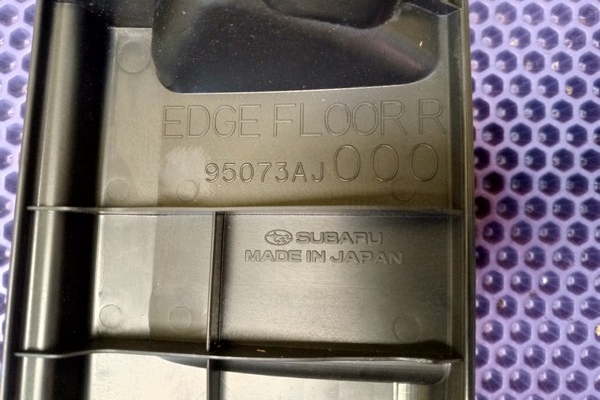 EDGE FLOOR R
95073AJ000
SUBARU
MADE IN JAPAN